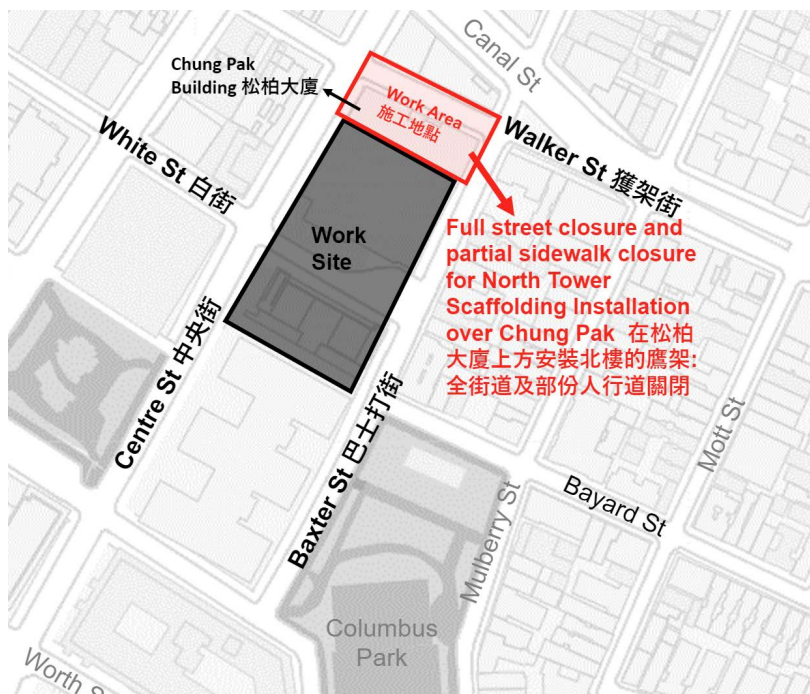 Canal St
Chung Pak
Building 松柏大廈
Work Area
施工地點
White St 白街
Walker St 獲架街
Work
Site
Full street closure and
partial sidewalk closure
for North Tower
Scaffolding Installation
over Chung Pak 在松柏
大廈上方安裝北樓的鷹架:
全街道及部份人行道關閉
Centre St 中央街
Baxter St 巴士打街
Mott St
Mulberry St
Bayard St
Columbus
Park
Worth S